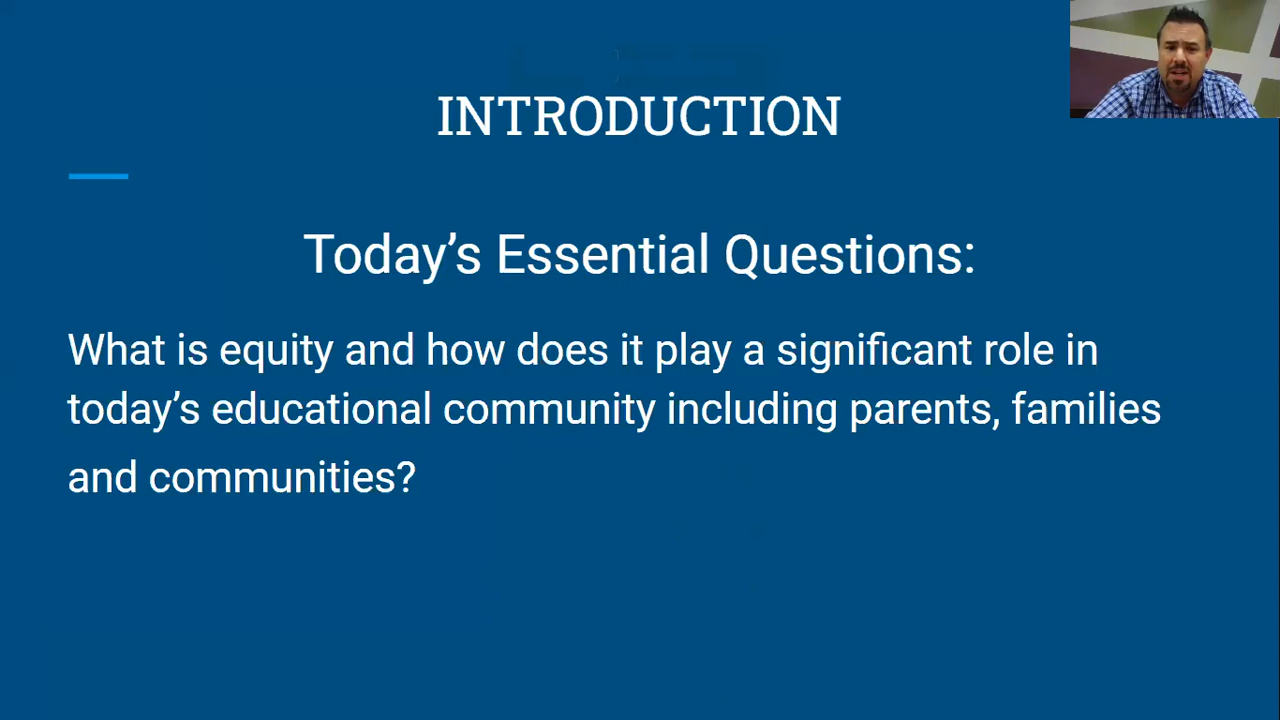 INTRODUCTION
Today’s Essential Questions:
What is equity and how does it play a significant role in
today’s educational community including parents, families
and communities?